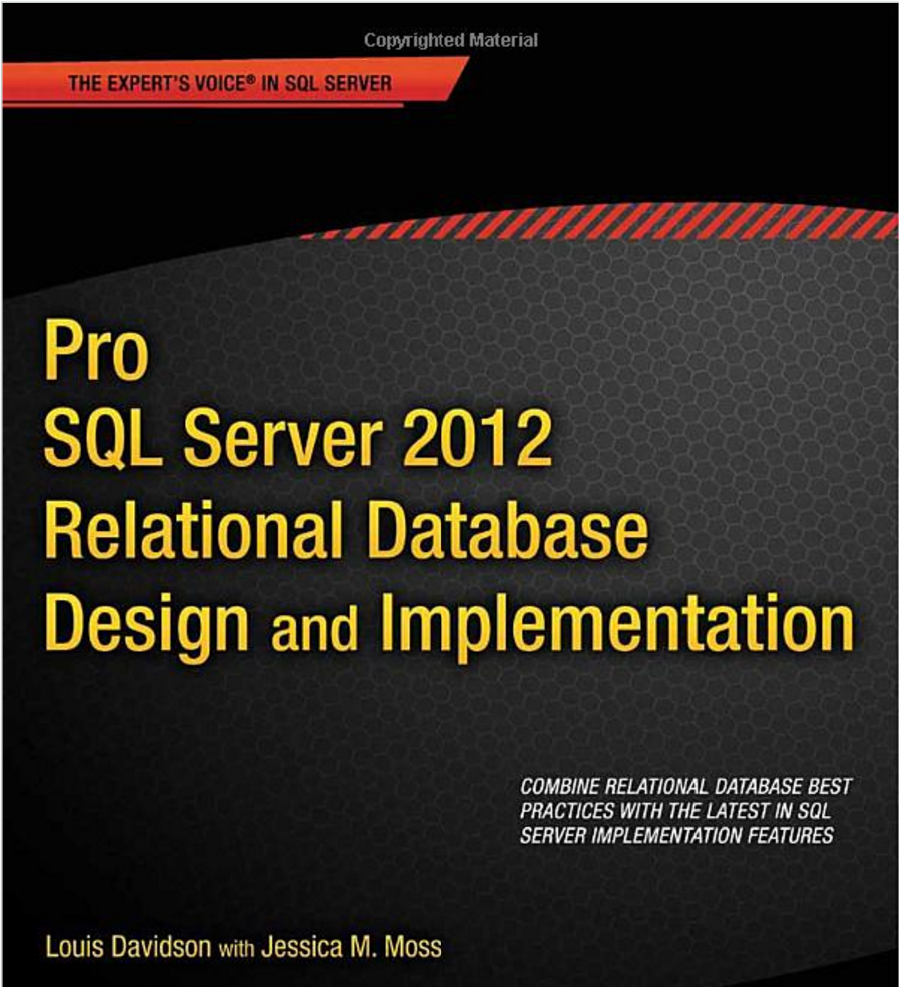 Copyrighted Material
THE EXPERT'S VOICE® IN SQL SERVER
Pro
SQL Server 2012
Relational Database
Design and Implementation
COMBINE RELATIONAL DATABASE BEST
PRACTICES WITH THE LATEST IN SQL
SERVER IMPLEMENTATION FEATURES
Louis Davidson with Jessica M. Moss